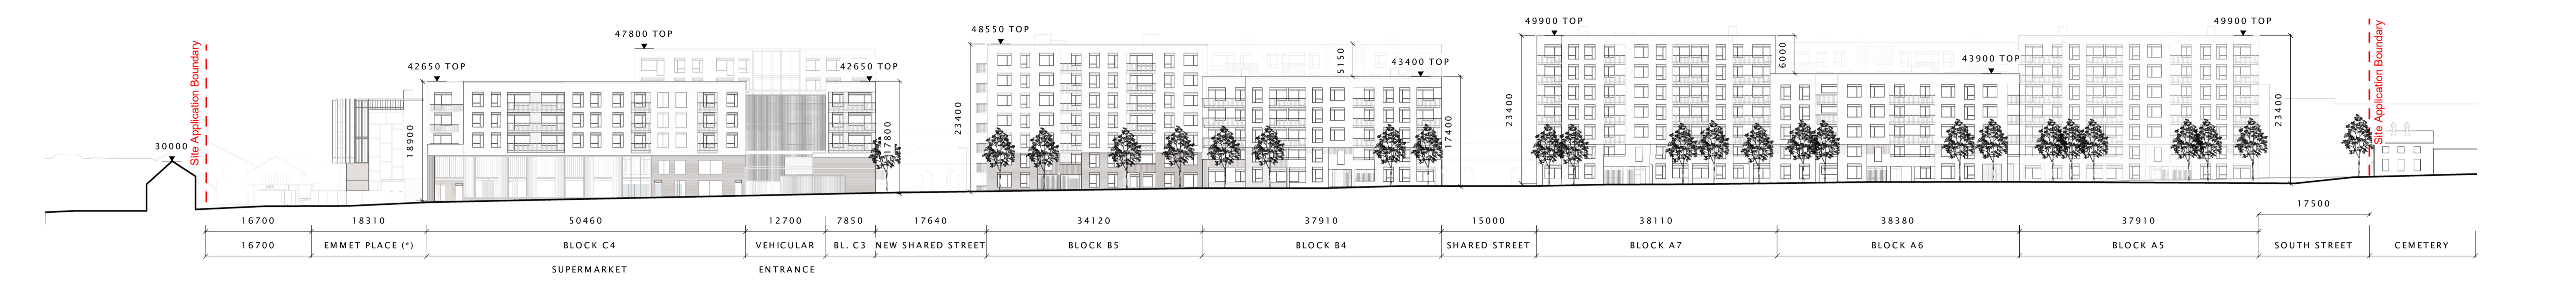 49900 TOP
49900 TOP
48550 TOP
47800 TOP
Site Application Boundary
Site Application Boundary
42650 TOP
42650 TOP
5150
43400 TOP
6000
43900 TOP
30000
18900
17800
23400
17400
23400
23400
16700
18310
50460
12700
7850
17640
34120
37910
15000
38110
38380
37910
17500
16700
EMMET PLACE (*)
BLOCK C4
VEHICULAR
BL. C3
NEW SHARED STREET
BLOCK B5
BLOCK B4
SHARED STREET
BLOCK A7
BLOCK A6
BLOCK A5
SOUTH STREET
CEMETERY
SUPERMARKET
ENTRANCE